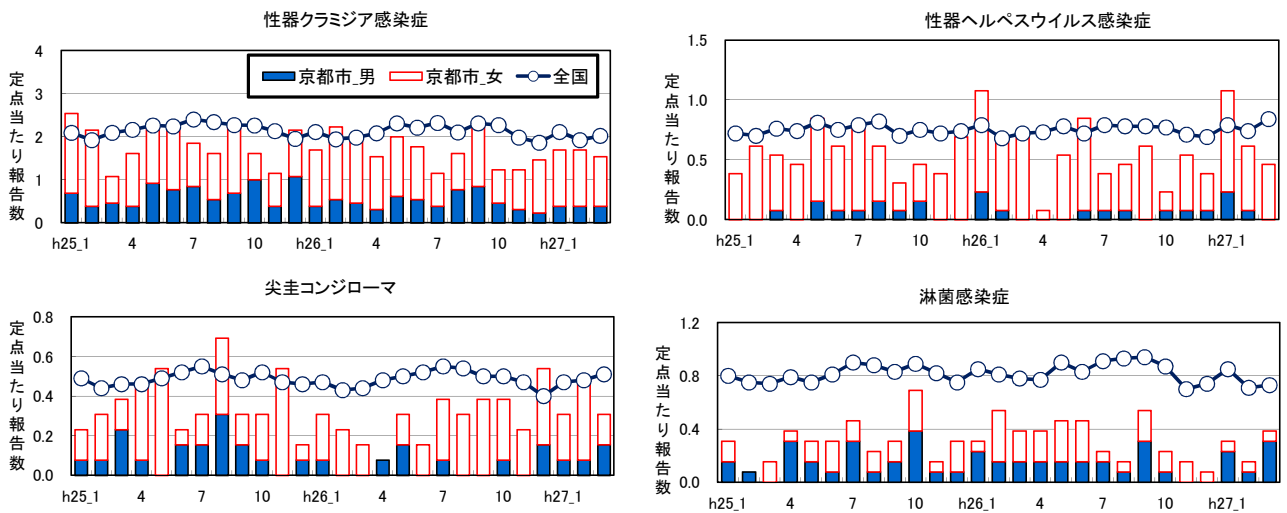 性器クラミジア感染症
定点当たり報告数
4
3
2
1
0
京都市_男
京都市_女
全国
h25_1
4
7
10
h26_1
4
7
10
h27_1
性器ヘルペスウイルス感染症
定点当たり報告数
1.5
1.0
0.5
0.0
h25_1
4
7
10
h26_1
4
7
10
h27_1
尖圭コンジローマ
定点当たり報告数
0.8
0.6
0.4
0.2
0.0
h25_1
4
7
10
h26_1
4
7
10
h27_1
淋菌感染症
定点当たり報告数
1.2
0.8
0.4
0.0
h25_1
4
7
10
h26_1
4
7
10
h27_1